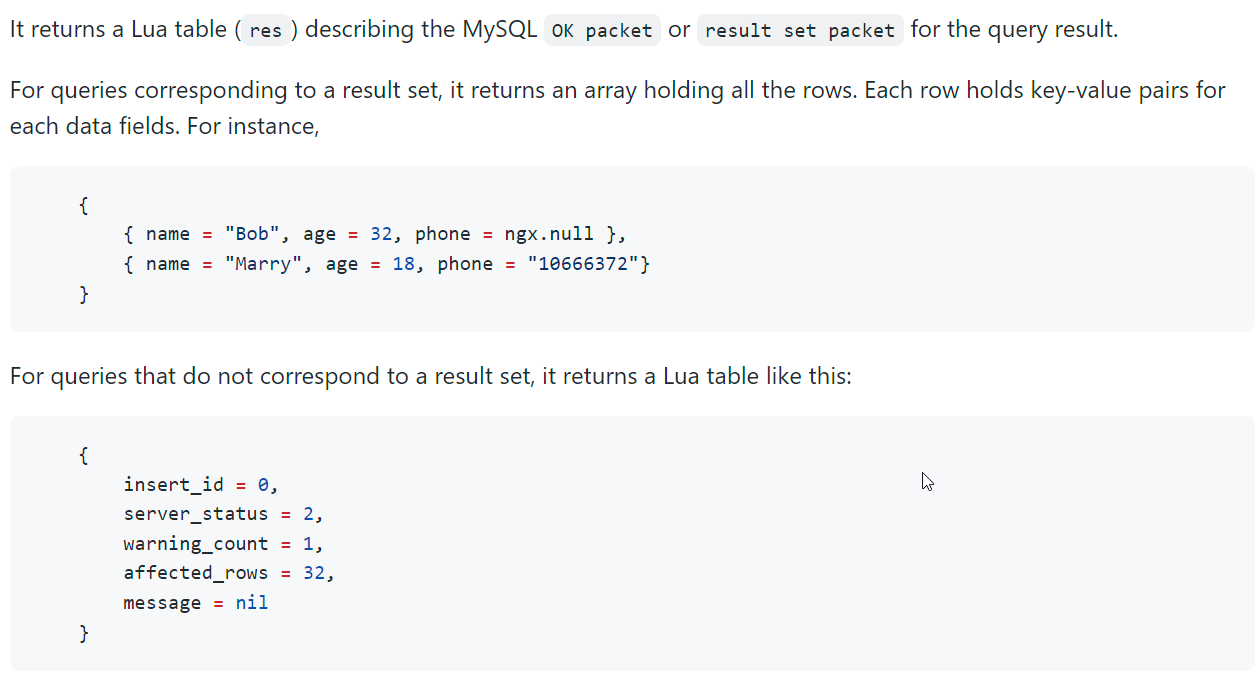 It returns a Lua table ( res ) describing the MySQL OK packet or result set packet for the query result.
For queries corresponding to a result set, it returns an array holding all the rows. Each row holds key-value pairs for
each data fields. For instance,
{
{ name = "Bob", age = 32, phone = ngx.null },
{ name = "Marry", age = 18, phone = "10666372"}
}
For queries that do not correspond to a result set, it returns a Lua table like this:
{
insert_id = 0,
server_status = 2,
warning_count = 1,
affected_rows = 32,
message = nil
}